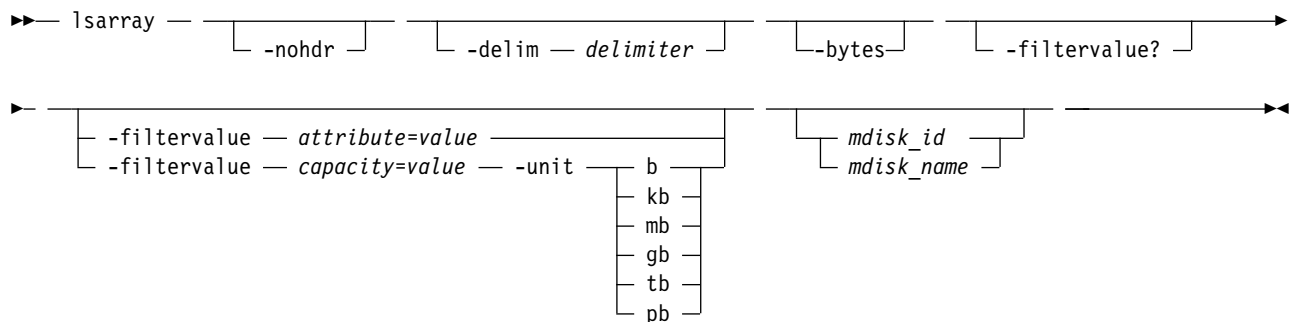 lsarray -nohdr -delim delimiter -bytes -filtervalue?
-filtervalue attribute=value mdisk_id
-filtervalue capacity=value -unit b mdisk_name
kb
mb
gb
tb
pb